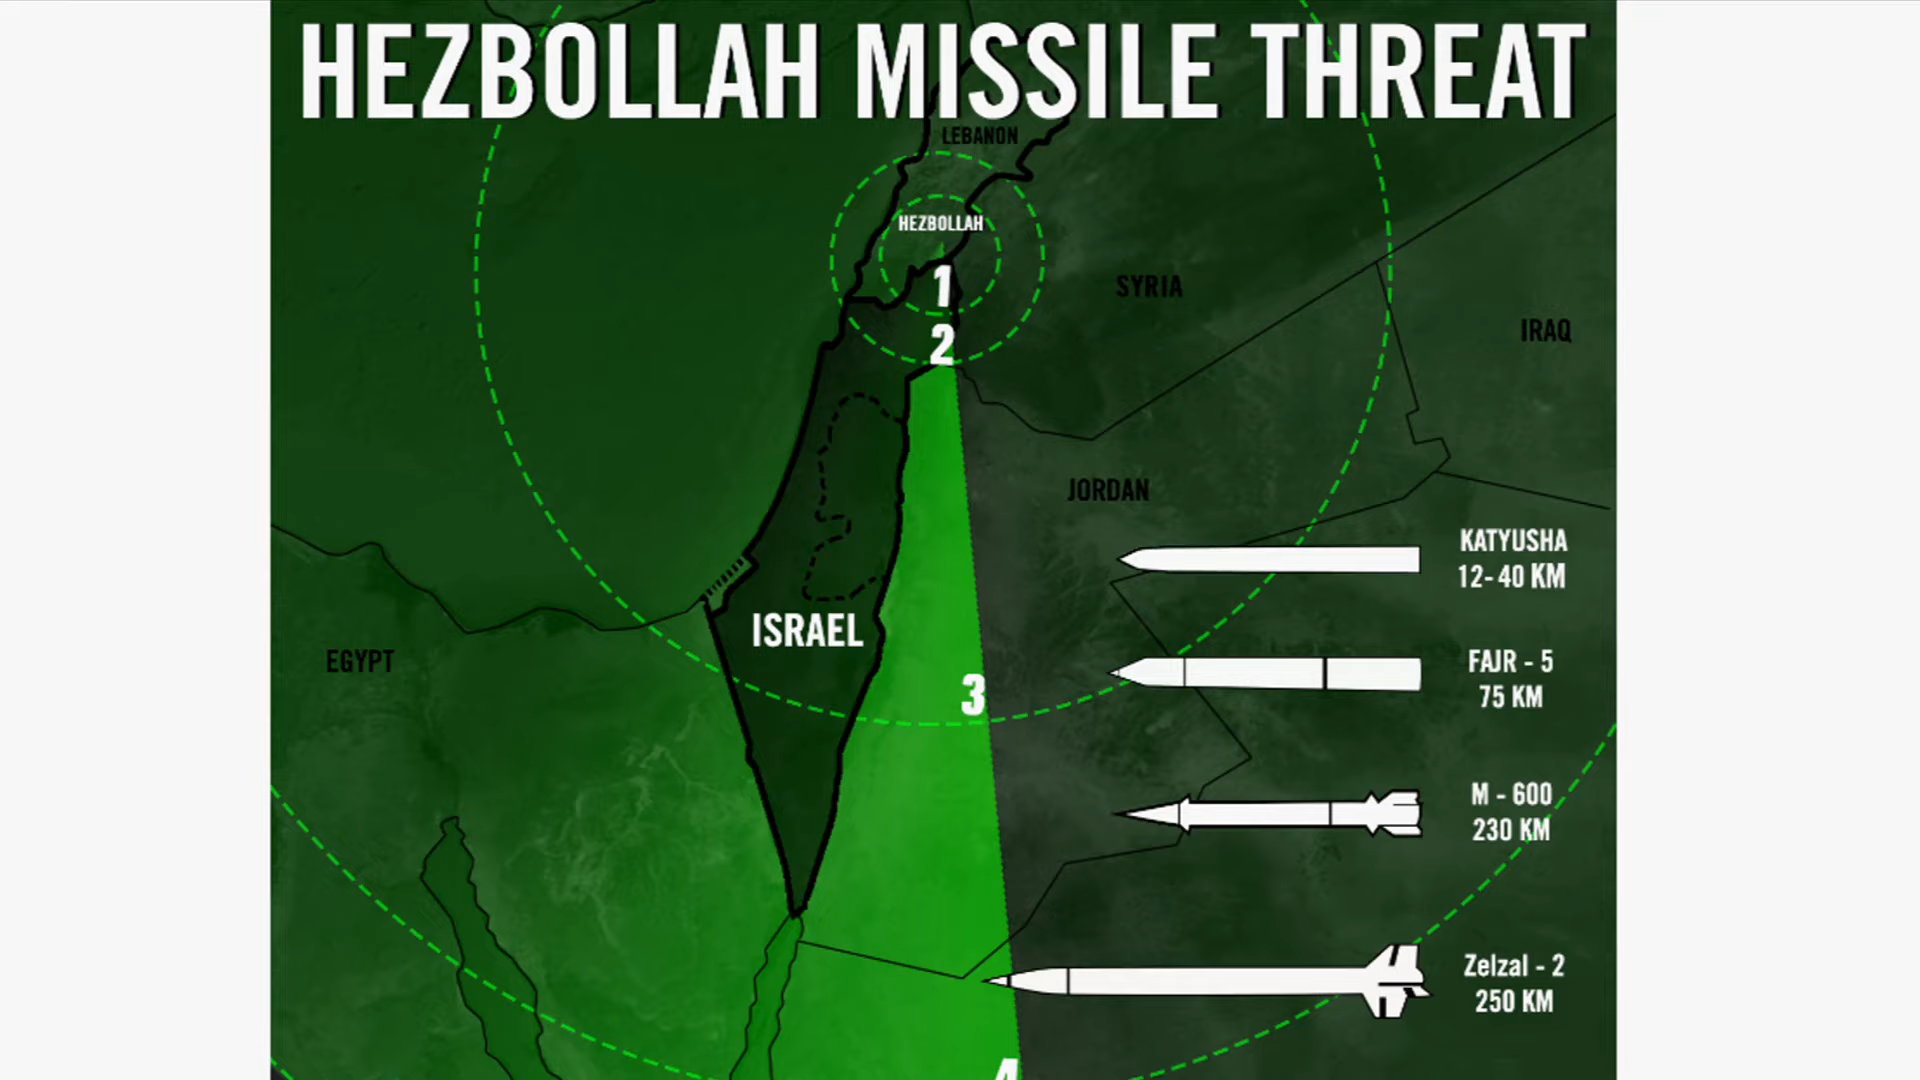 HEZBOLLAH MISSILE THREAT
LEBANON
HEZBOLLAH
1
SYRIA
2
IRAQ
JORDAN
KATYUSHA
12-40 KM
ISRAEL
EGYPT
FAJR - 5
75 KM
3
M - 600
230 KM
Zelzal - 2
250 KM
4